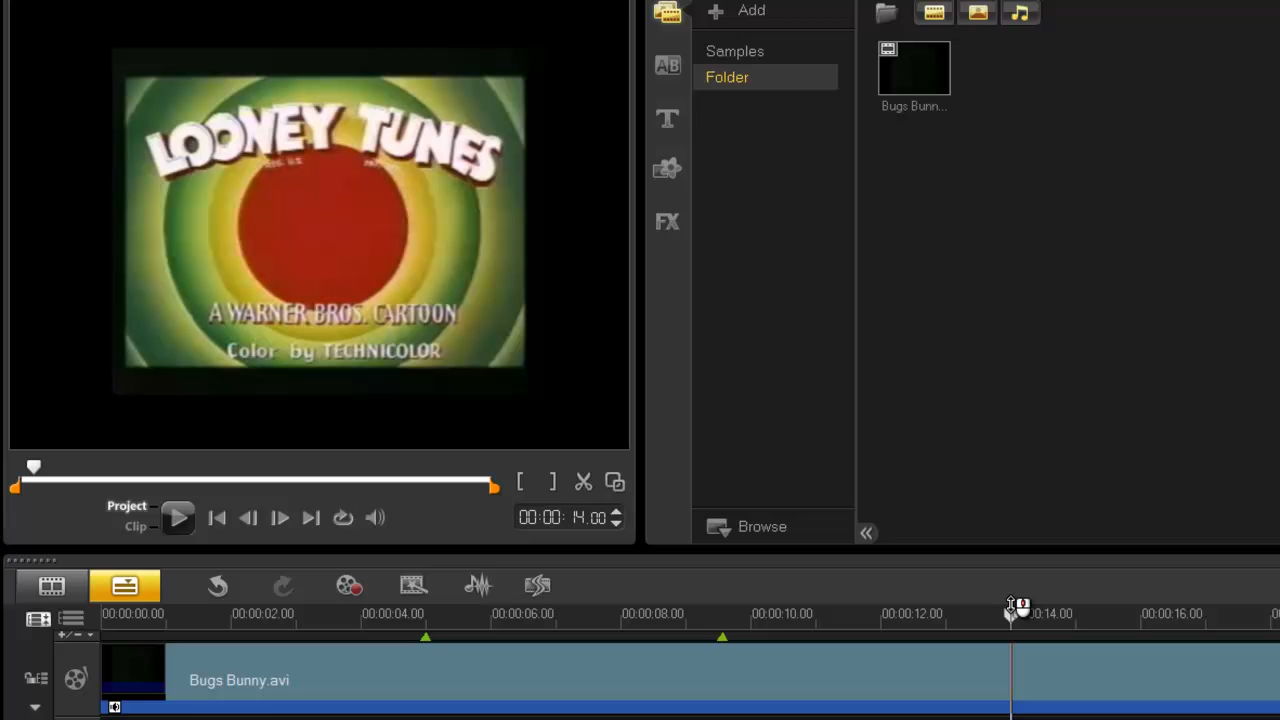 Add
LOONEY TUNES
Samples
Folder
AB
T
Bugs Bunn...
FX
A WARNER BROS. CARTOON
Color by TECHNICOLOR
[ ]
Project
Clip
00:00: 14.00
Browse
00:00:00.00 00:00:02.00 00:00:04.00 00:00:06.00 00:00:08.00 00:00:10.00 00:00:12.00 0:00:14.00 00:00:16.00
Bugs Bunny.avi